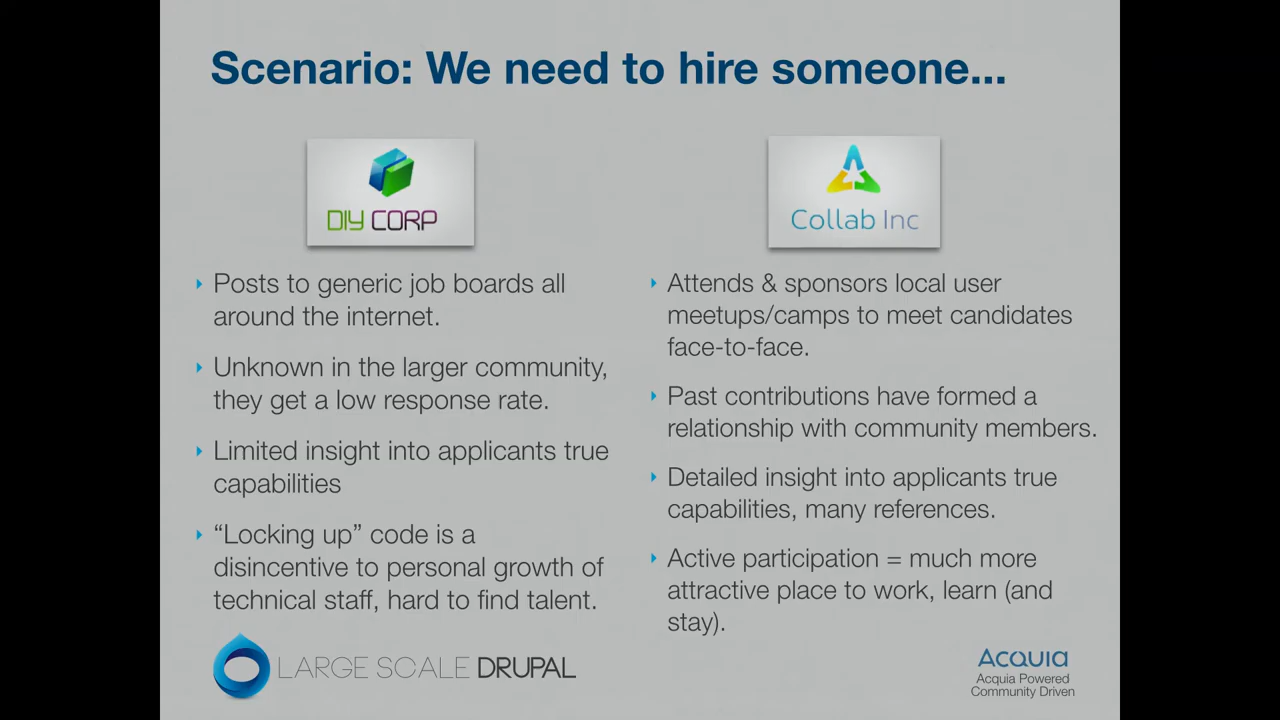 Scenario: We need to hire someone...
DIY CORP
Posts to generic job boards all
around the internet.
Unknown in the larger community,
they get a low response rate.
Limited insight into applicants true
capabilities
“Locking up” code is a
disincentive to personal growth of
technical staff, hard to find talent.
Collab Inc
Attends & sponsors local user
meetups/camps to meet candidates
face-to-face.
Past contributions have formed a
relationship with community members.
Detailed insight into applicants true
capabilities, many references.
Active participation = much more
attractive place to work, learn (and
stay).
LARGE SCALE DRUPAL
Acquia
Acquia Powered
Community Driven